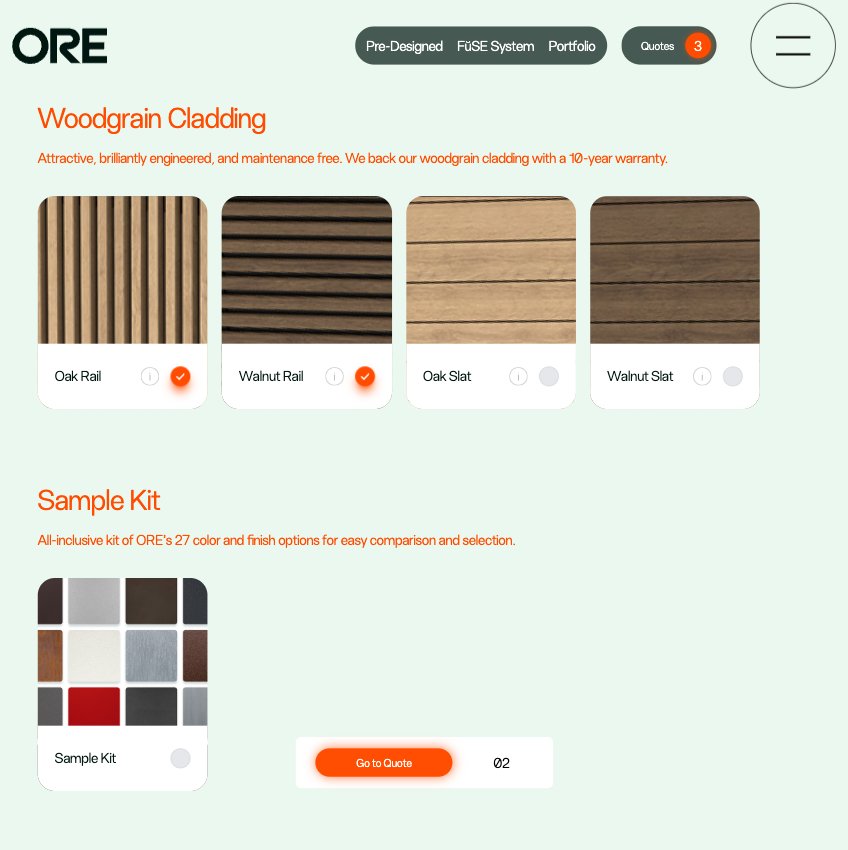 ORE
Pre-Designed FüSE System Portfolio
Quotes 3
Woodgrain Cladding
Attractive, brilliantly engineered, and maintenance free. We back our woodgrain cladding with a 10-year warranty.
Oak Rail i
Walnut Rail i
Oak Slat i
Walnut Slat i
Sample Kit
All-inclusive kit of ORE's 27 color and finish options for easy comparison and selection.
Sample Kit
Go to Quote 02